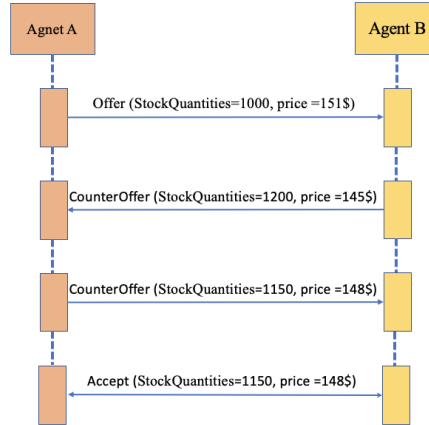 Agnet A
Agent B
Offer (StockQuantities=1000, price =151$)
CounterOffer (StockQuantities=1200, price =145$)
CounterOffer (StockQuantities=1150, price =148$)
Accept (StockQuantities=1150, price =148$)